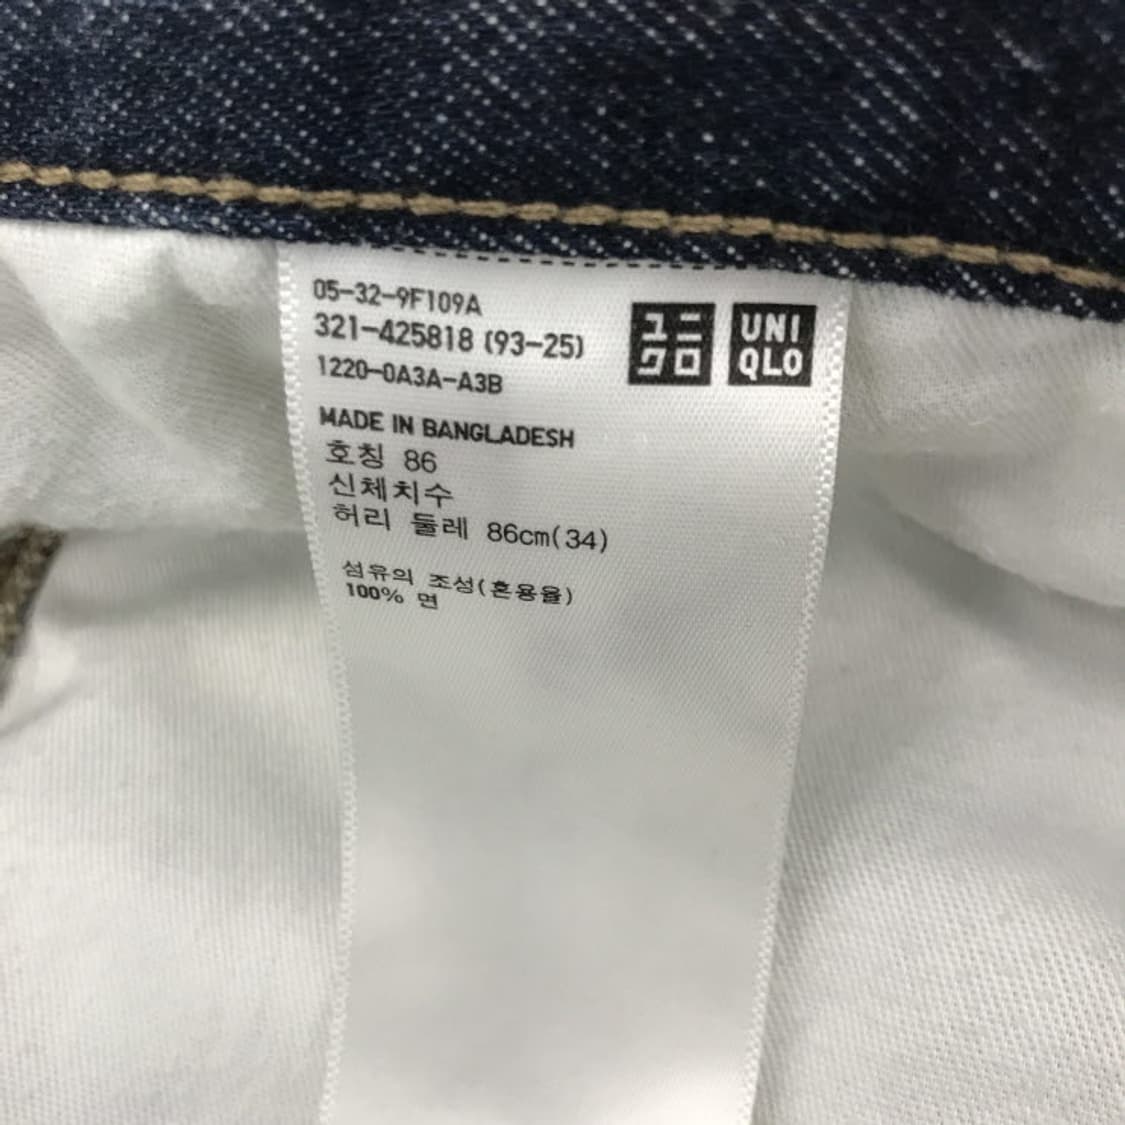 05-32-9F109A
321-425818 (93-25)
1220-0A3A-A3B
ユニ
クロ
UNI
QLO
MADE IN BANGLADESH
호칭 86
신체치수
허리 둘레 86cm(34)
섬유의 조성(혼용율)
100% 면